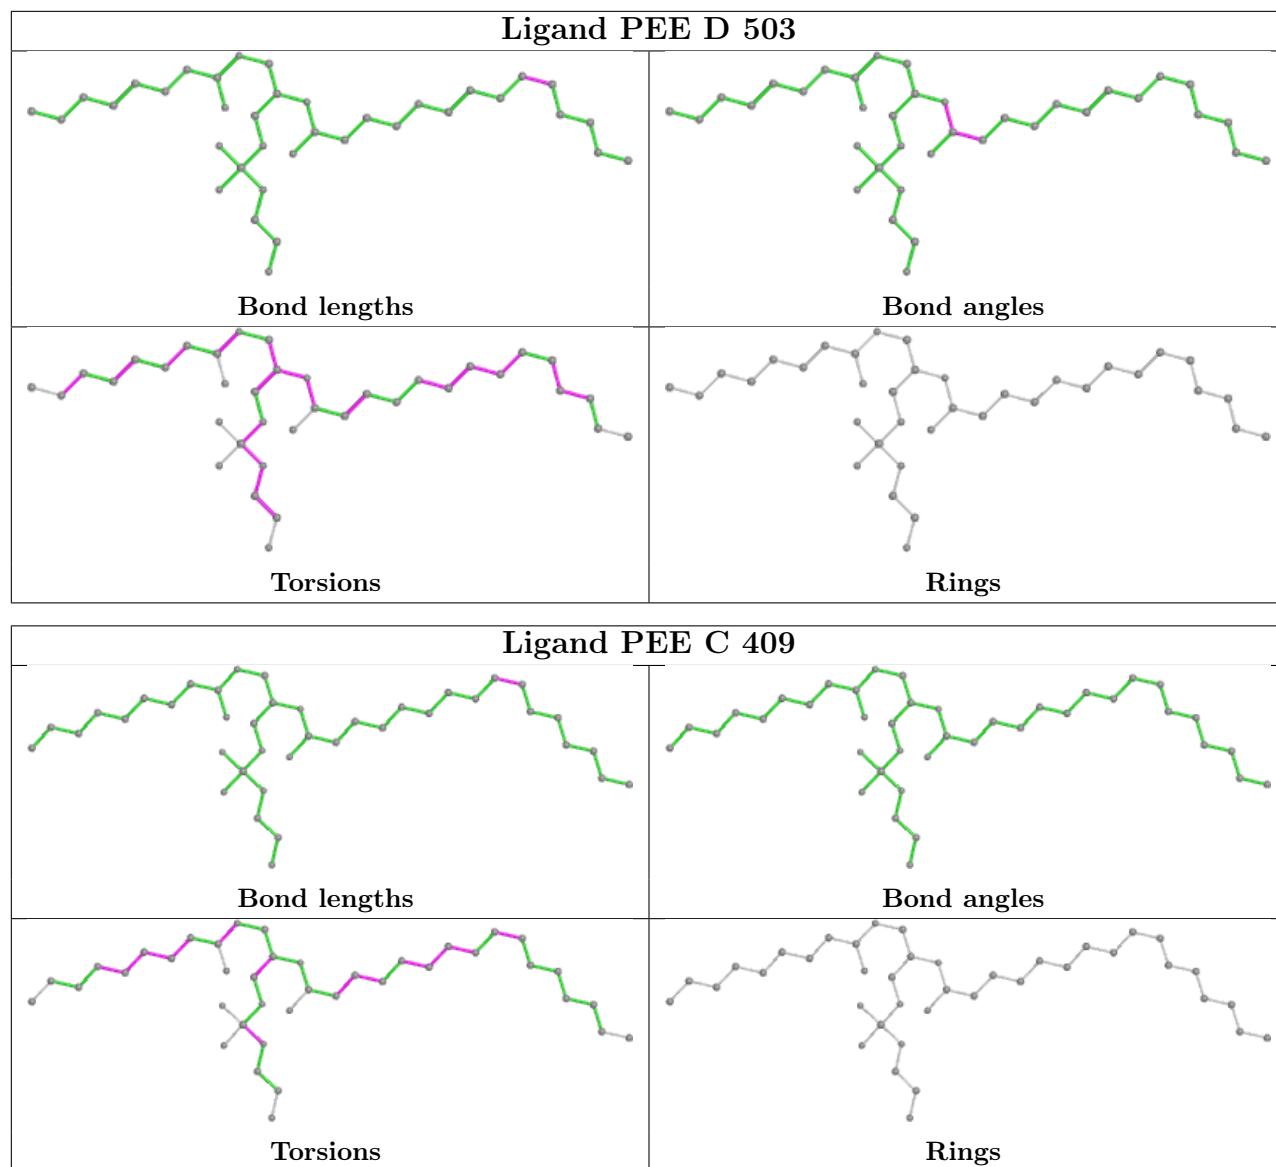 Ligand PEE D 503
Bond lengths
Bond angles
Torsions
Rings
Ligand PEE C 409
Bond lengths
Bond angles
Torsions
Rings